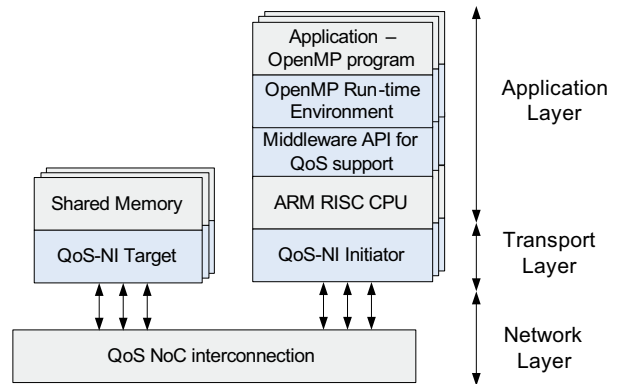 Application –
OpenMP program
OpenMP Run-time
Environment
Middleware API for
QoS support
ARM RISC CPU
QoS-NI Initiator
Shared Memory
QoS-NI Target
QoS NoC interconnection
Application
Layer
Transport
Layer
Network
Layer